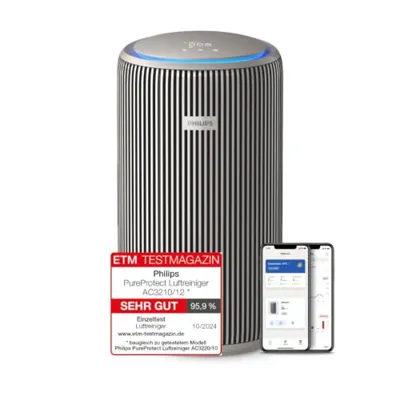 PHILIPS
ETM TESTMAGAZIN
Philips
PureProtect Luftreiniger
AC3210/12 *
SEHR GUT 95,9 %
Einzeltest
Luftreiniger 10/2024
www.etm-testmagazin.de
* baugleich zu getestetem Modell
Philips PureProtect Luftreiniger AC3220/10